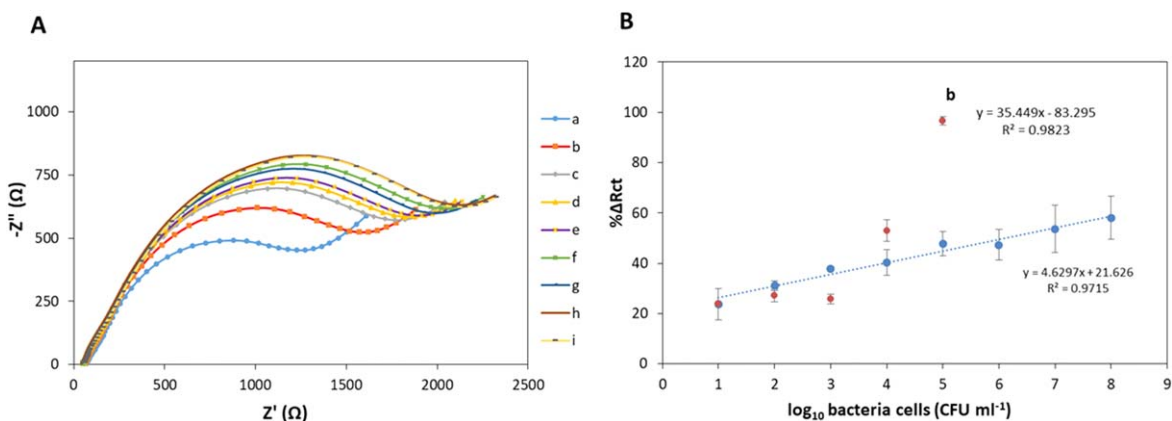 A
-Z'' (Ω)
1000
750
500
250
0
0
500
1000
1500
2000
2500
Z' (Ω)
a
b
c
d
e
f
g
h
i
B
%ΔRct
120
100
80
60
40
20
0
b
y = 35.449x - 83.295
R² = 0.9823
y = 4.6297x + 21.626
R² = 0.9715
0
1
2
3
4
5
6
7
8
9
log₁₀ bacteria cells (CFU ml⁻¹)